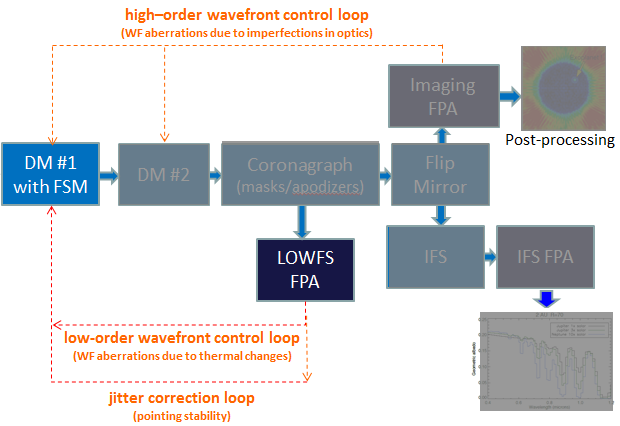 high–order wavefront control loop
(WF aberrations due to imperfections in optics)
Imaging
FPA
Post-processing
DM #1
with FSM
DM #2
Coronagraph
(masks/apodizers)
Flip
Mirror
LOWFS
FPA
IFS
IFS FPA
low-order wavefront control loop
(WF aberrations due to thermal changes)
jitter correction loop
(pointing stability)